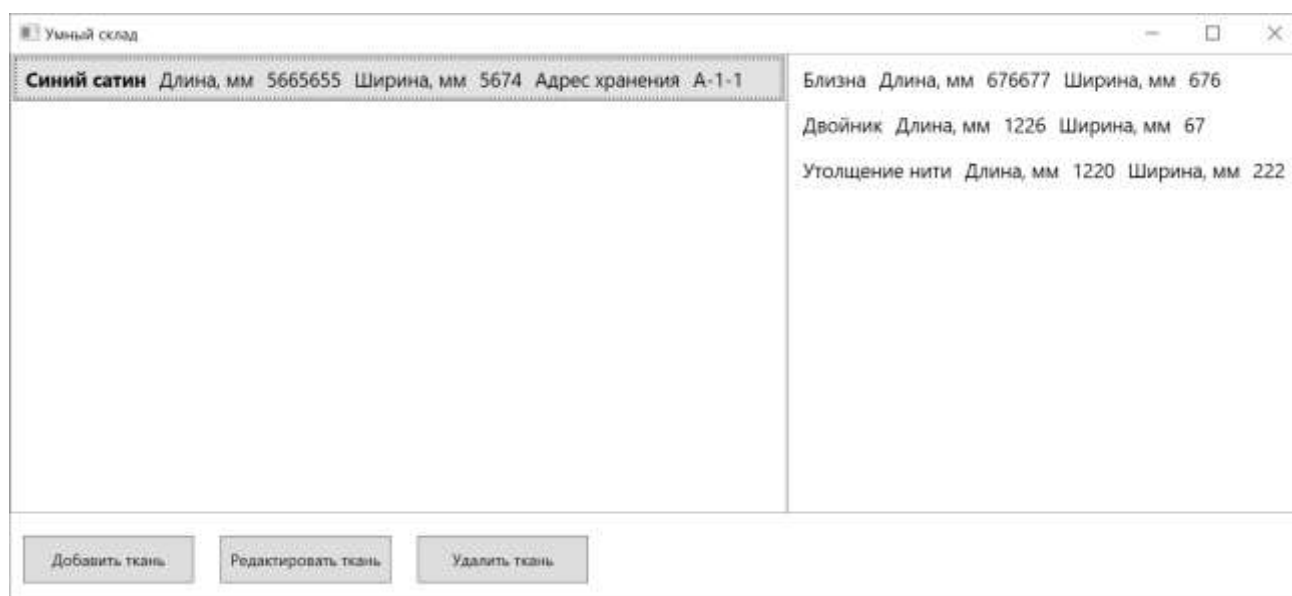 Умный склад
Синий сатин Длина, мм 5665655 Ширина, мм 5674 Адрес хранения А-1-1
Близна Длина, мм 676677 Ширина, мм 676
Двойник Длина, мм 1226 Ширина, мм 67
Утолщение нити Длина, мм 1220 Ширина, мм 222
Добавить ткань Редактировать ткань Удалить ткань